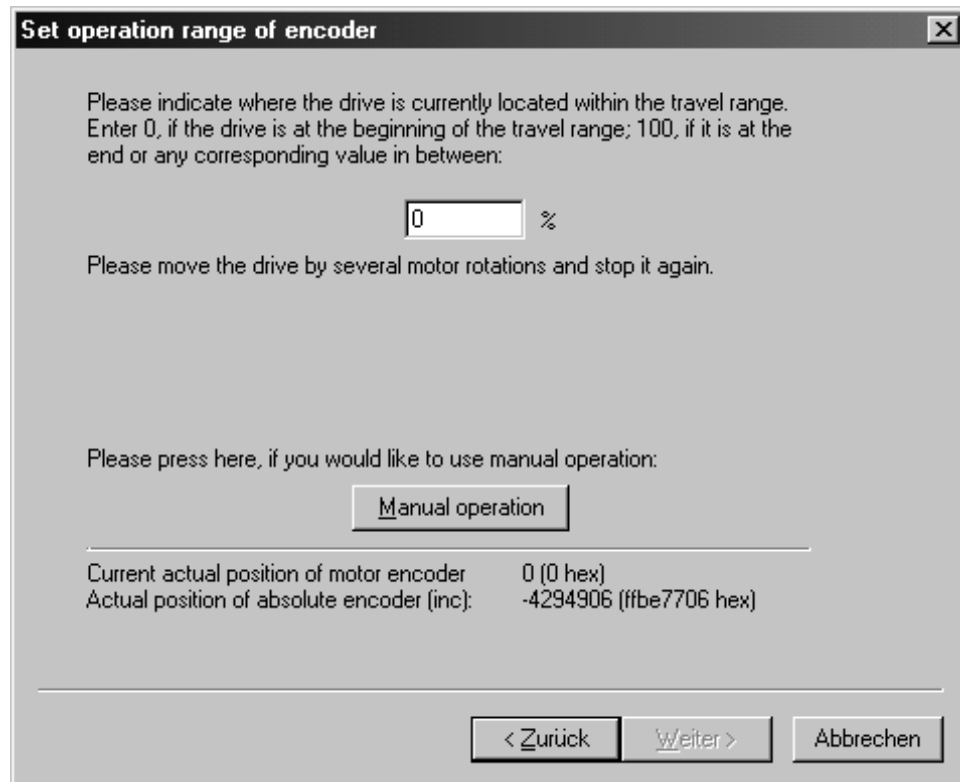 Set operation range of encoder
Please indicate where the drive is currently located within the travel range.
Enter 0, if the drive is at the beginning of the travel range; 100, if it is at the
end or any corresponding value in between:
0 %
Please move the drive by several motor rotations and stop it again.
Please press here, if you would like to use manual operation:
Manual operation
Current actual position of motor encoder 0 (0 hex)
Actual position of absolute encoder (inc): -4294906 (ffbe7706 hex)
< Zurück Weiter > Abbrechen